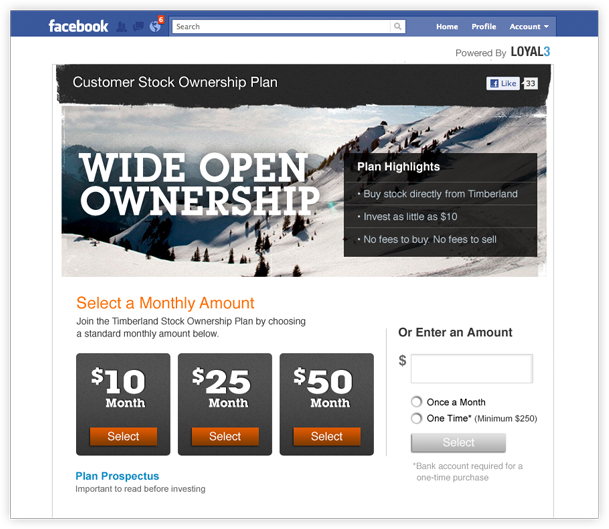 facebook
6
Search
Home Profile Account
Powered By LOYAL3
Customer Stock Ownership Plan
Like 33
WIDE OPEN
OWNERSHIP
Plan Highlights
• Buy stock directly from Timberland
• Invest as little as $10
• No fees to buy. No fees to sell
Select a Monthly Amount
Join the Timberland Stock Ownership Plan by choosing
a standard monthly amount below.
$10
Month
Select
$25
Month
Select
$50
Month
Select
Plan Prospectus
Important to read before investing
Or Enter an Amount
$
Once a Month
One Time* (Minimum $250)
Select
*Bank account required for a
one-time purchase